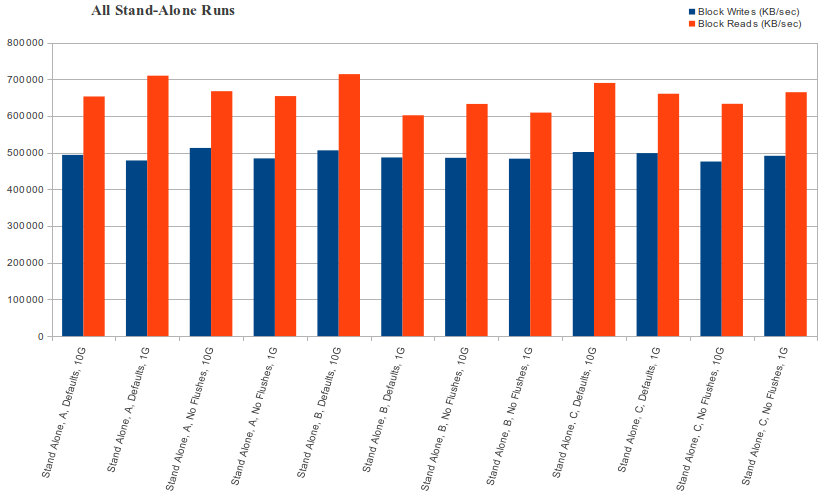 All Stand-Alone Runs
Block Writes (KB/sec)
Block Reads (KB/sec)
800000
700000
600000
500000
400000
300000
200000
100000
0
Stand Alone, A, Defaults, 10G
Stand Alone, A, Defaults, 1G
Stand Alone, A, No Flushes, 10G
Stand Alone, A, No Flushes, 1G
Stand Alone, B, Defaults, 10G
Stand Alone, B, Defaults, 1G
Stand Alone, B, No Flushes, 10G
Stand Alone, B, No Flushes, 1G
Stand Alone, C, Defaults, 10G
Stand Alone, C, Defaults, 1G
Stand Alone, C, No Flushes, 10G
Stand Alone, C, No Flushes, 1G